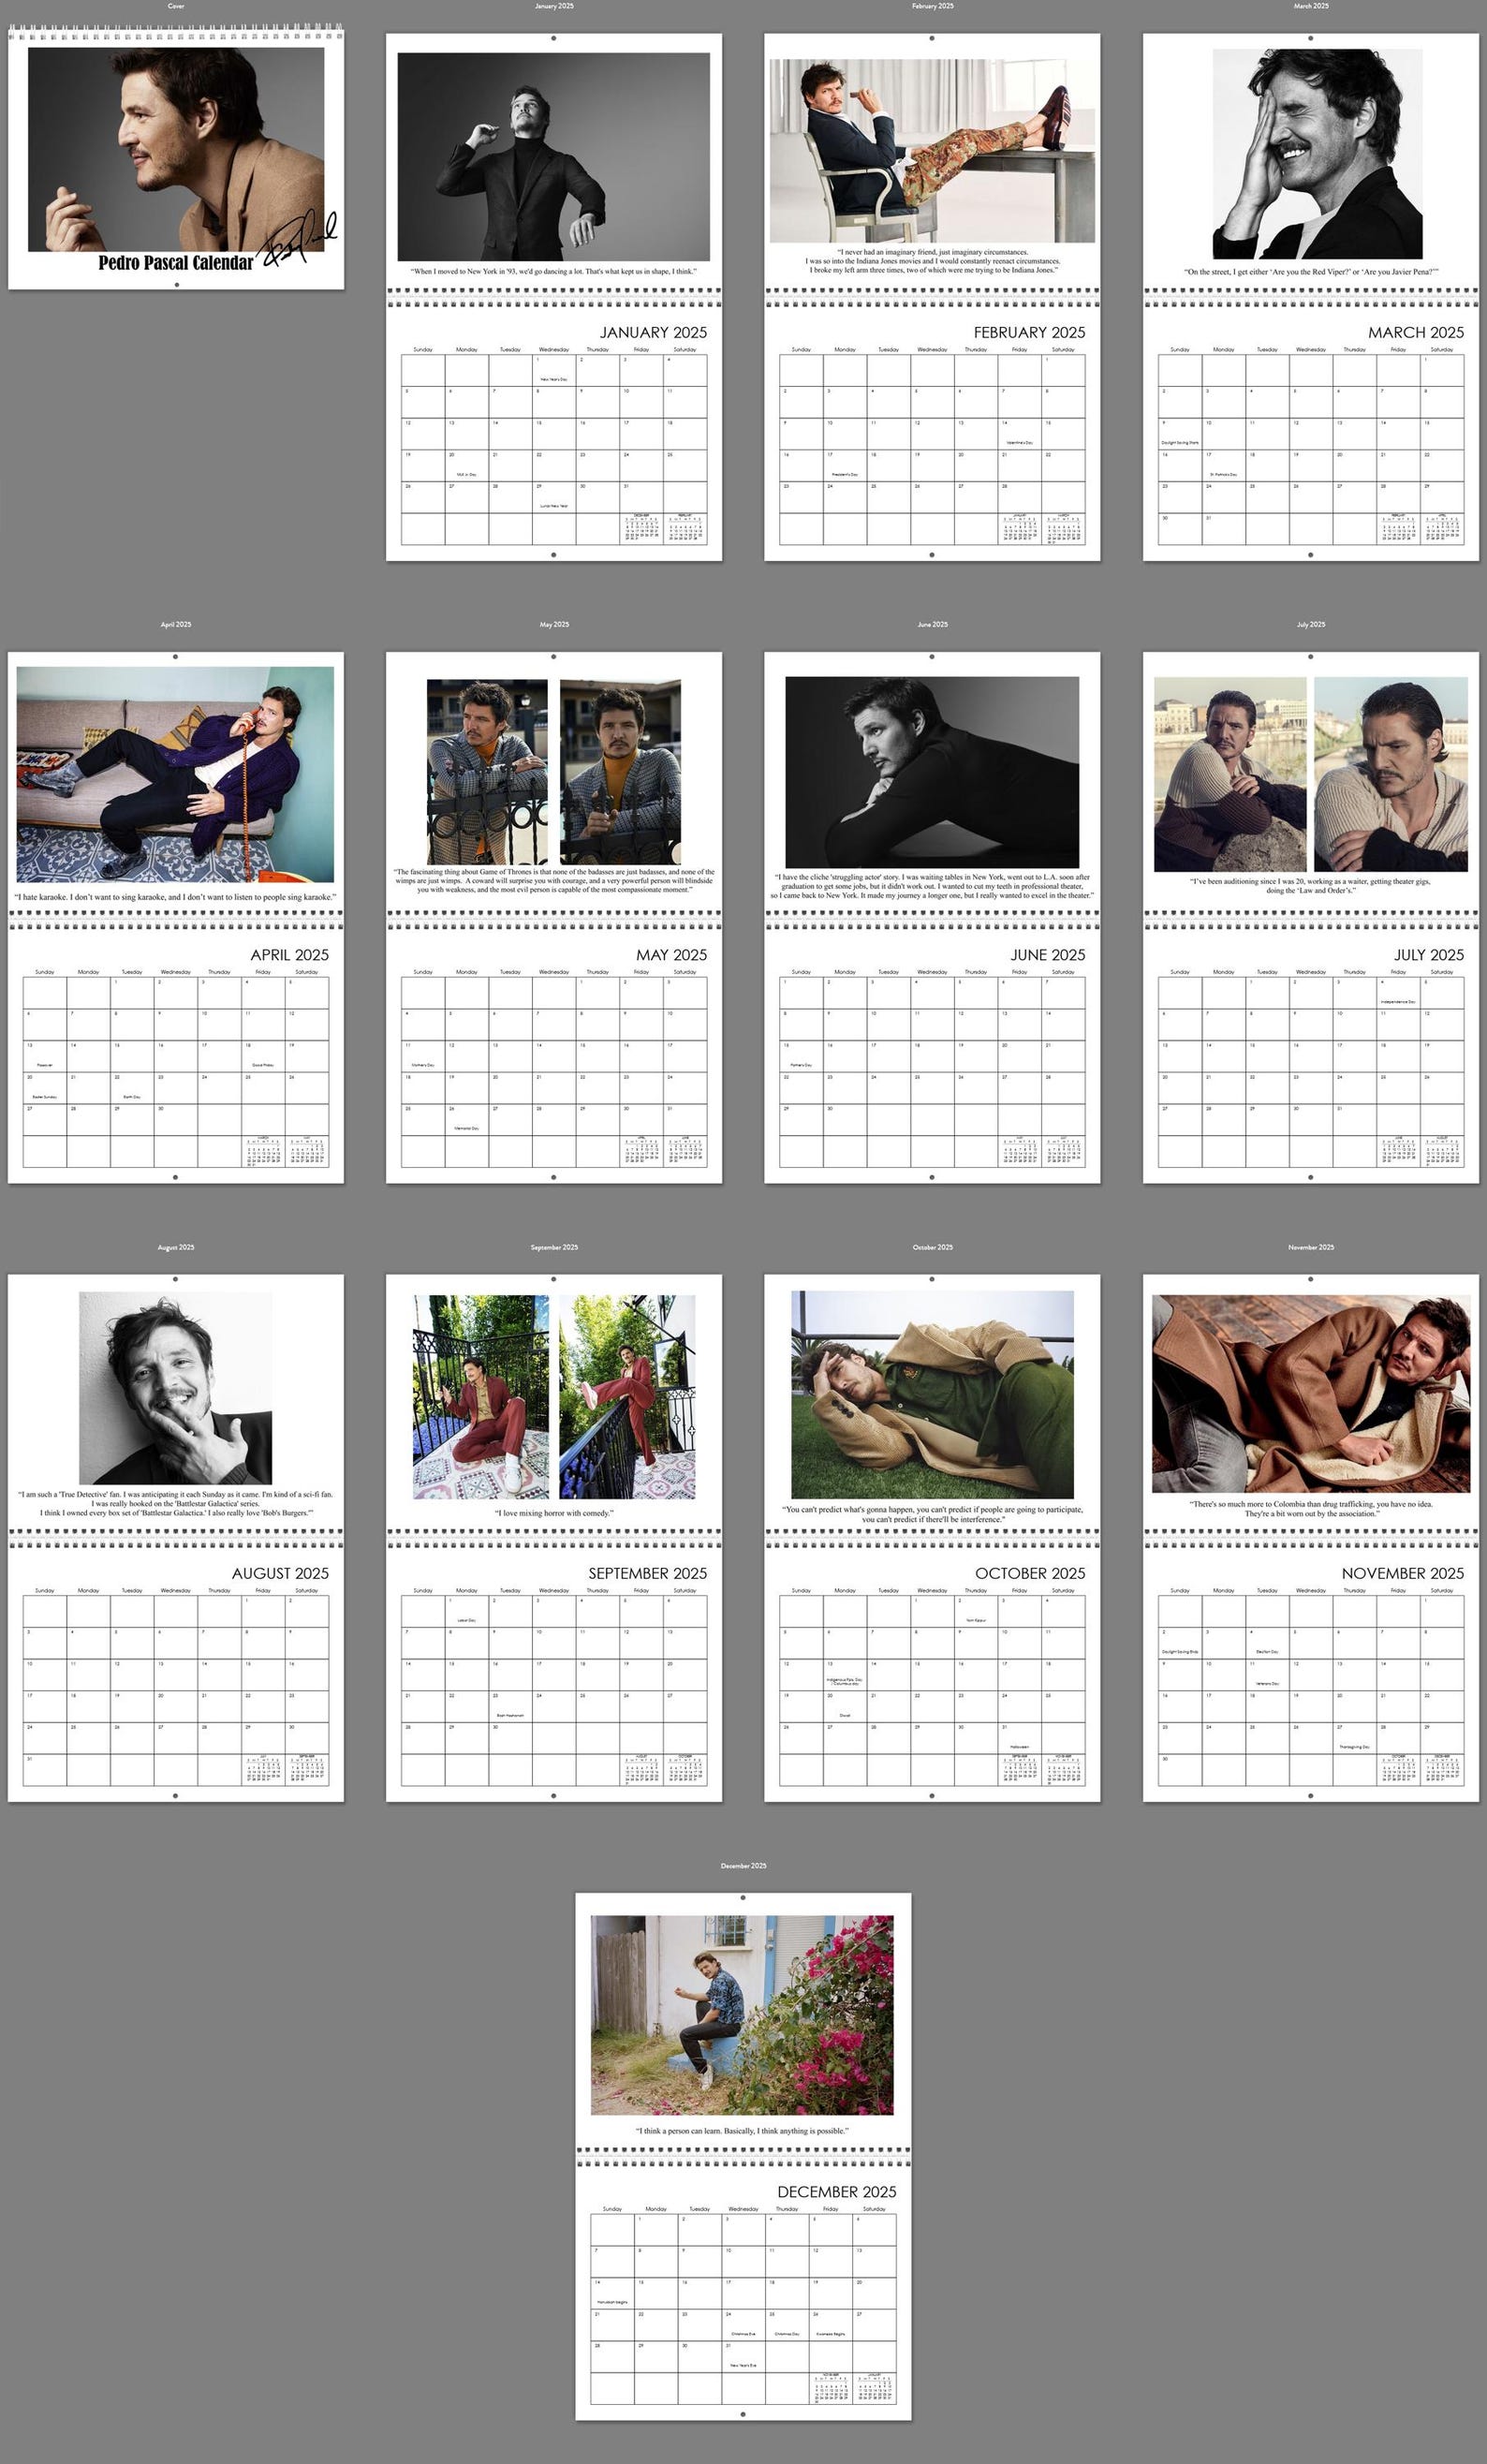 Cover
Pedro Pascal Calendar
January 2025
“When I moved to New York in '93, we'd go dancing a lot. That's what kept us in shape, I think.”
JANUARY 2025
Sunday Monday Tuesday Wednesday Thursday Friday Saturday
1 2 3 4
New Year's Day
5 6 7 8 9 10 11
12 13 14 15 16 17 18
19 20 21 22 23 24 25
MLK Jr. Day
26 27 28 29 30 31
Lunar New Year
DECEMBER FEBRUARY
February 2025
“I never had an imaginary friend, just imaginary circumstances.
I was so into the Indiana Jones movies and I would constantly reenact circumstances.
I broke my left arm three times, two of which were me trying to be Indiana Jones.”
FEBRUARY 2025
Sunday Monday Tuesday Wednesday Thursday Friday Saturday
1
2 3 4 5 6 7 8
9 10 11 12 13 14 15
Valentine's Day
16 17 18 19 20 21 22
President's Day
23 24 25 26 27 28
JANUARY MARCH
March 2025
“On the street, I get either ‘Are you the Red Viper?’ or ‘Are you Javier Pena?’”
MARCH 2025
Sunday Monday Tuesday Wednesday Thursday Friday Saturday
1
2 3 4 5 6 7 8
9 10 11 12 13 14 15
Daylight Saving Starts
16 17 18 19 20 21 22
St. Patrick's Day
23 24 25 26 27 28 29
30 31
FEBRUARY APRIL
April 2025
“I hate karaoke. I don’t want to sing karaoke, and I don’t want to listen to people sing karaoke.”
APRIL 2025
Sunday Monday Tuesday Wednesday Thursday Friday Saturday
1 2 3 4 5
6 7 8 9 10 11 12
13 14 15 16 17 18 19
Passover Good Friday
20 21 22 23 24 25 26
Easter Sunday Earth Day
27 28 29 30
MARCH MAY
May 2025
“The fascinating thing about Game of Thrones is that none of the badasses are just badasses, and none of the
wimps are just wimps. A coward will surprise you with courage, and a very powerful person will blindside
you with weakness, and the most evil person is capable of the most compassionate moment.”
MAY 2025
Sunday Monday Tuesday Wednesday Thursday Friday Saturday
1 2 3
4 5 6 7 8 9 10
11 12 13 14 15 16 17
Mother's Day
18 19 20 21 22 23 24
25 26 27 28 29 30 31
Memorial Day
APRIL JUNE
June 2025
“I have the cliche 'struggling actor' story. I was waiting tables in New York, went out to L.A. soon after
graduation to get some jobs, but it didn't work out. I wanted to cut my teeth in professional theater,
so I came back to New York. It made my journey a longer one, but I really wanted to excel in the theater.”
JUNE 2025
Sunday Monday Tuesday Wednesday Thursday Friday Saturday
1 2 3 4 5 6 7
8 9 10 11 12 13 14
15 16 17 18 19 20 21
Father's Day
22 23 24 25 26 27 28
29 30
MAY JULY
July 2025
“I’ve been auditioning since I was 20, working as a waiter, getting theater gigs,
doing the ‘Law and Order’s.”
JULY 2025
Sunday Monday Tuesday Wednesday Thursday Friday Saturday
1 2 3 4 5
Independence Day
6 7 8 9 10 11 12
13 14 15 16 17 18 19
20 21 22 23 24 25 26
27 28 29 30 31
JUNE AUGUST
August 2025
“I am such a 'True Detective' fan. I was anticipating it each Sunday as it came. I'm kind of a sci-fi fan.
I was really hooked on the 'Battlestar Galactica' series.
I think I owned every box set of 'Battlestar Galactica.' I also really love 'Bob's Burgers.'”
AUGUST 2025
Sunday Monday Tuesday Wednesday Thursday Friday Saturday
1 2
3 4 5 6 7 8 9
10 11 12 13 14 15 16
17 18 19 20 21 22 23
24 25 26 27 28 29 30
31
JULY SEPTEMBER
September 2025
“I love mixing horror with comedy.”
SEPTEMBER 2025
Sunday Monday Tuesday Wednesday Thursday Friday Saturday
1 2 3 4 5 6
Labor Day
7 8 9 10 11 12 13
14 15 16 17 18 19 20
21 22 23 24 25 26 27
Rosh Hashanah
28 29 30
AUGUST OCTOBER
October 2025
“You can't predict what's gonna happen, you can't predict if people are going to participate,
you can't predict if there'll be interference.”
OCTOBER 2025
Sunday Monday Tuesday Wednesday Thursday Friday Saturday
1 2 3 4
Yom Kippur
5 6 7 8 9 10 11
12 13 14 15 16 17 18
Indigenous Ppls. Day
/ Columbus day
19 20 21 22 23 24 25
Diwali
26 27 28 29 30 31
Halloween
SEPTEMBER NOVEMBER
November 2025
“There's so much more to Colombia than drug trafficking, you have no idea.
They're a bit worn out by the association.”
NOVEMBER 2025
Sunday Monday Tuesday Wednesday Thursday Friday Saturday
1
2 3 4 5 6 7 8
Daylight Saving Ends Election Day
9 10 11 12 13 14 15
Veterans Day
16 17 18 19 20 21 22
23 24 25 26 27 28 29
Thanksgiving Day
30
OCTOBER DECEMBER
December 2025
“I think a person can learn. Basically, I think anything is possible.”
DECEMBER 2025
Sunday Monday Tuesday Wednesday Thursday Friday Saturday
1 2 3 4 5 6
7 8 9 10 11 12 13
14 15 16 17 18 19 20
Hanukkah begins
21 22 23 24 25 26 27
Christmas Eve Christmas Day Kwanzaa Begins
28 29 30 31
New Year's Eve
NOVEMBER JANUARY